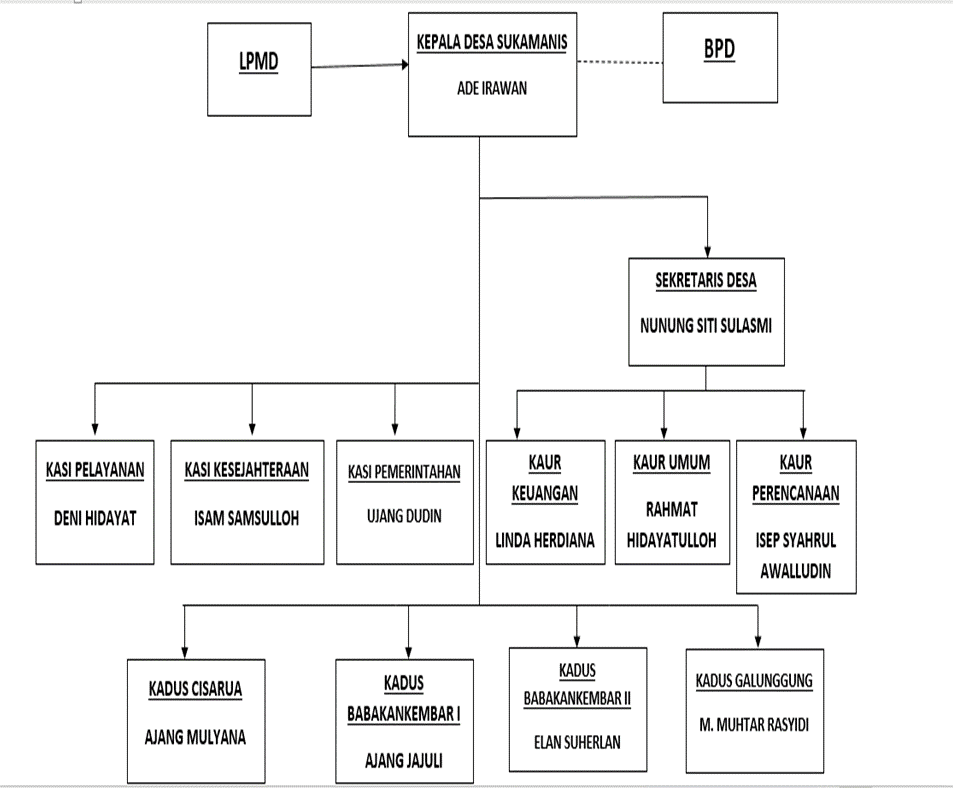 LPMD
KEPALA DESA SUKAMANIS
ADE IRAWAN
BPD
SEKRETARIS DESA
NUNUNG SITI SULASMI
KASI PELAYANAN
DENI HIDAYAT
KASI KESEJAHTERAAN
ISAM SAMSULLOH
KASI PEMERINTAHAN
UJANG DUDIN
KAUR
KEUANGAN
LINDA HERDIANA
KAUR UMUM
RAHMAT
HIDAYATULLOH
KAUR
PERENCANAAN
ISEP SYAHRUL
AWALLUDIN
KADUS CISARUA
AJANG MULYANA
KADUS
BABAKANKEMBAR I
AJANG JAJULI
KADUS
BABAKANKEMBAR II
ELAN SUHERLAN
KADUS GALUNGGUNG
M. MUHTAR RASYIDI